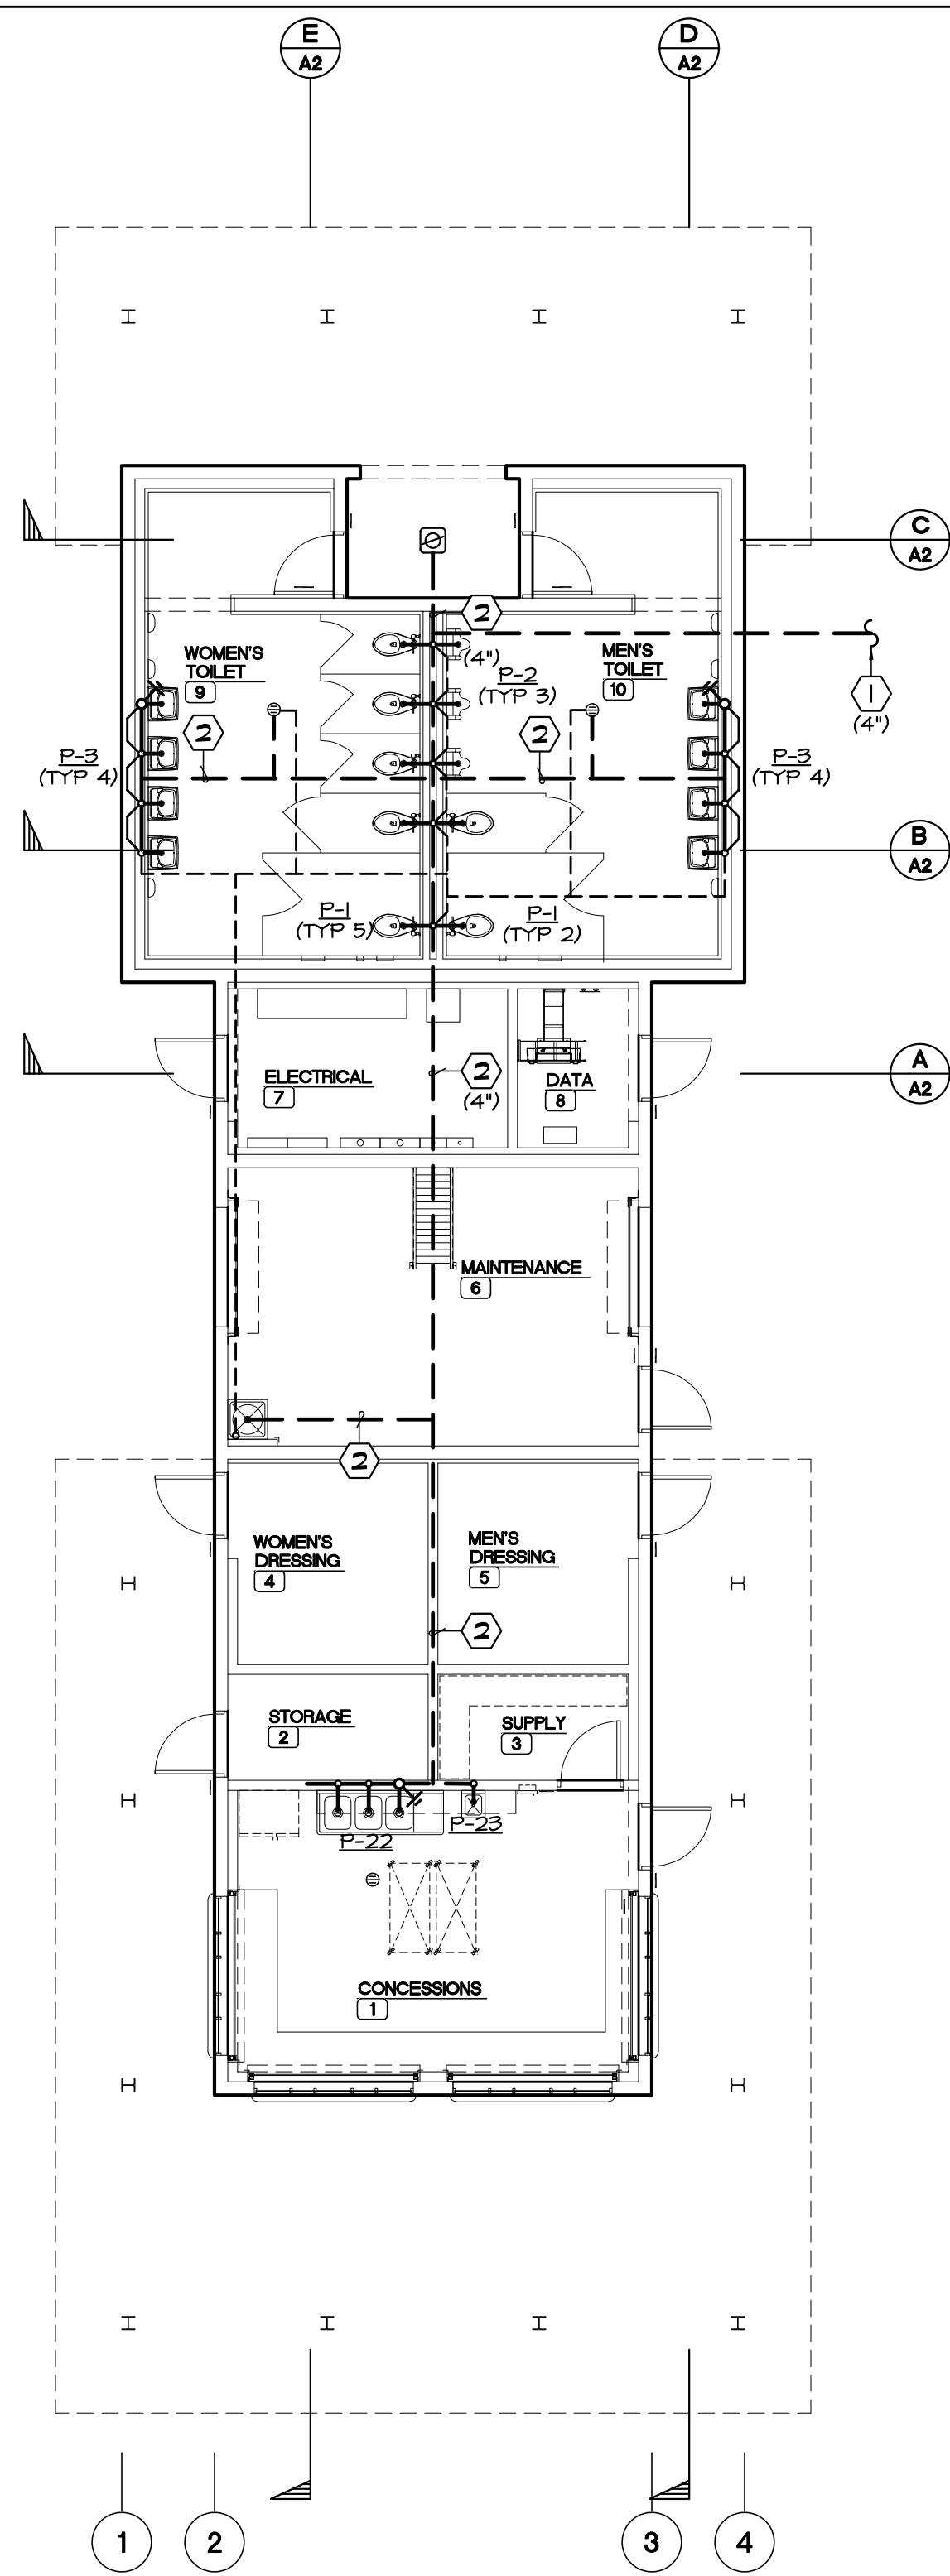 E
A2
D
A2
C
A2
2
(4")
WOMEN'S
TOILET
9
P-2
(TYP 3)
MEN'S
TOILET
10
1
(4")
2
2
P-3
(TYP 4)
P-3
(TYP 4)
B
A2
P-1
(TYP 5)
P-1
(TYP 2)
ELECTRICAL
7
2
(4")
DATA
8
A
A2
MAINTENANCE
6
2
WOMEN'S
DRESSING
4
MEN'S
DRESSING
5
2
STORAGE
2
SUPPLY
3
P-22
P-23
CONCESSIONS
1
1
2
3
4